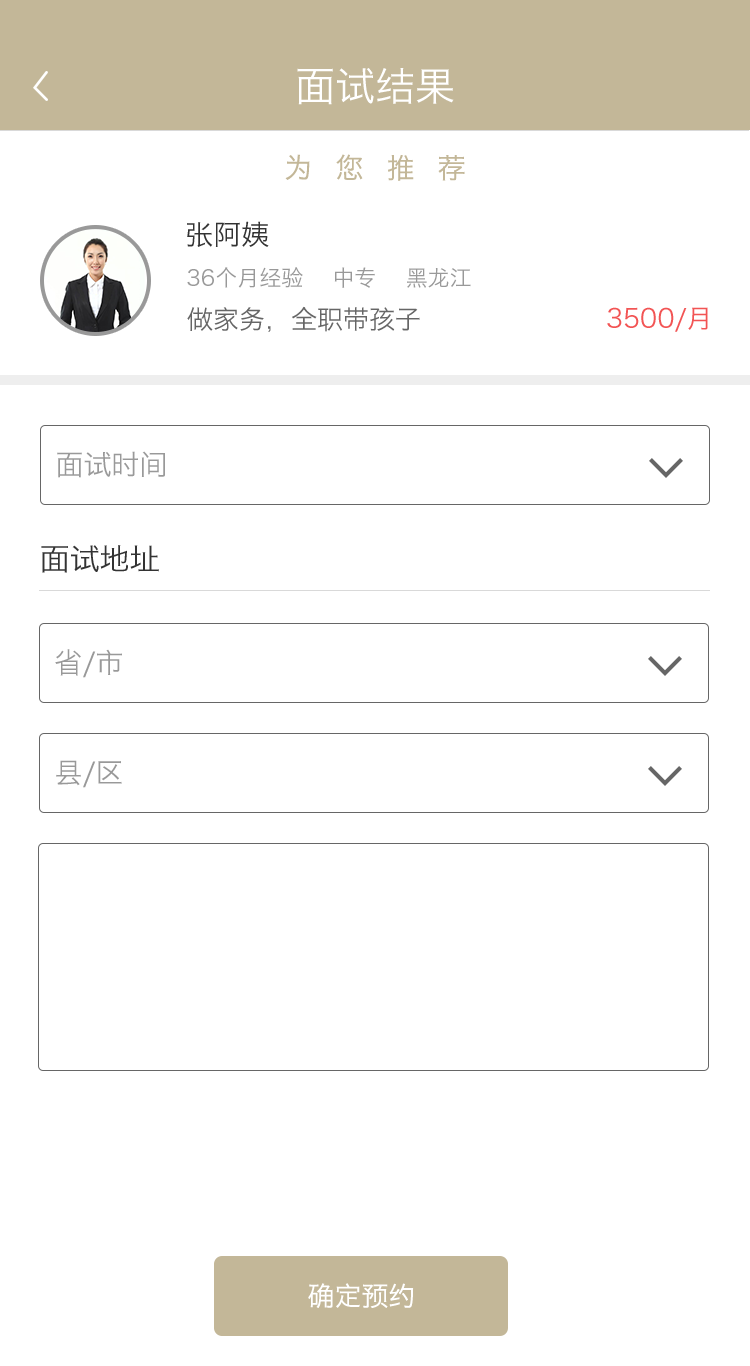 面试结果
为您推荐
张阿姨
36个月经验 中专 黑龙江
做家务，全职带孩子 3500/月
面试时间
面试地址
省/市
县/区
确定预约